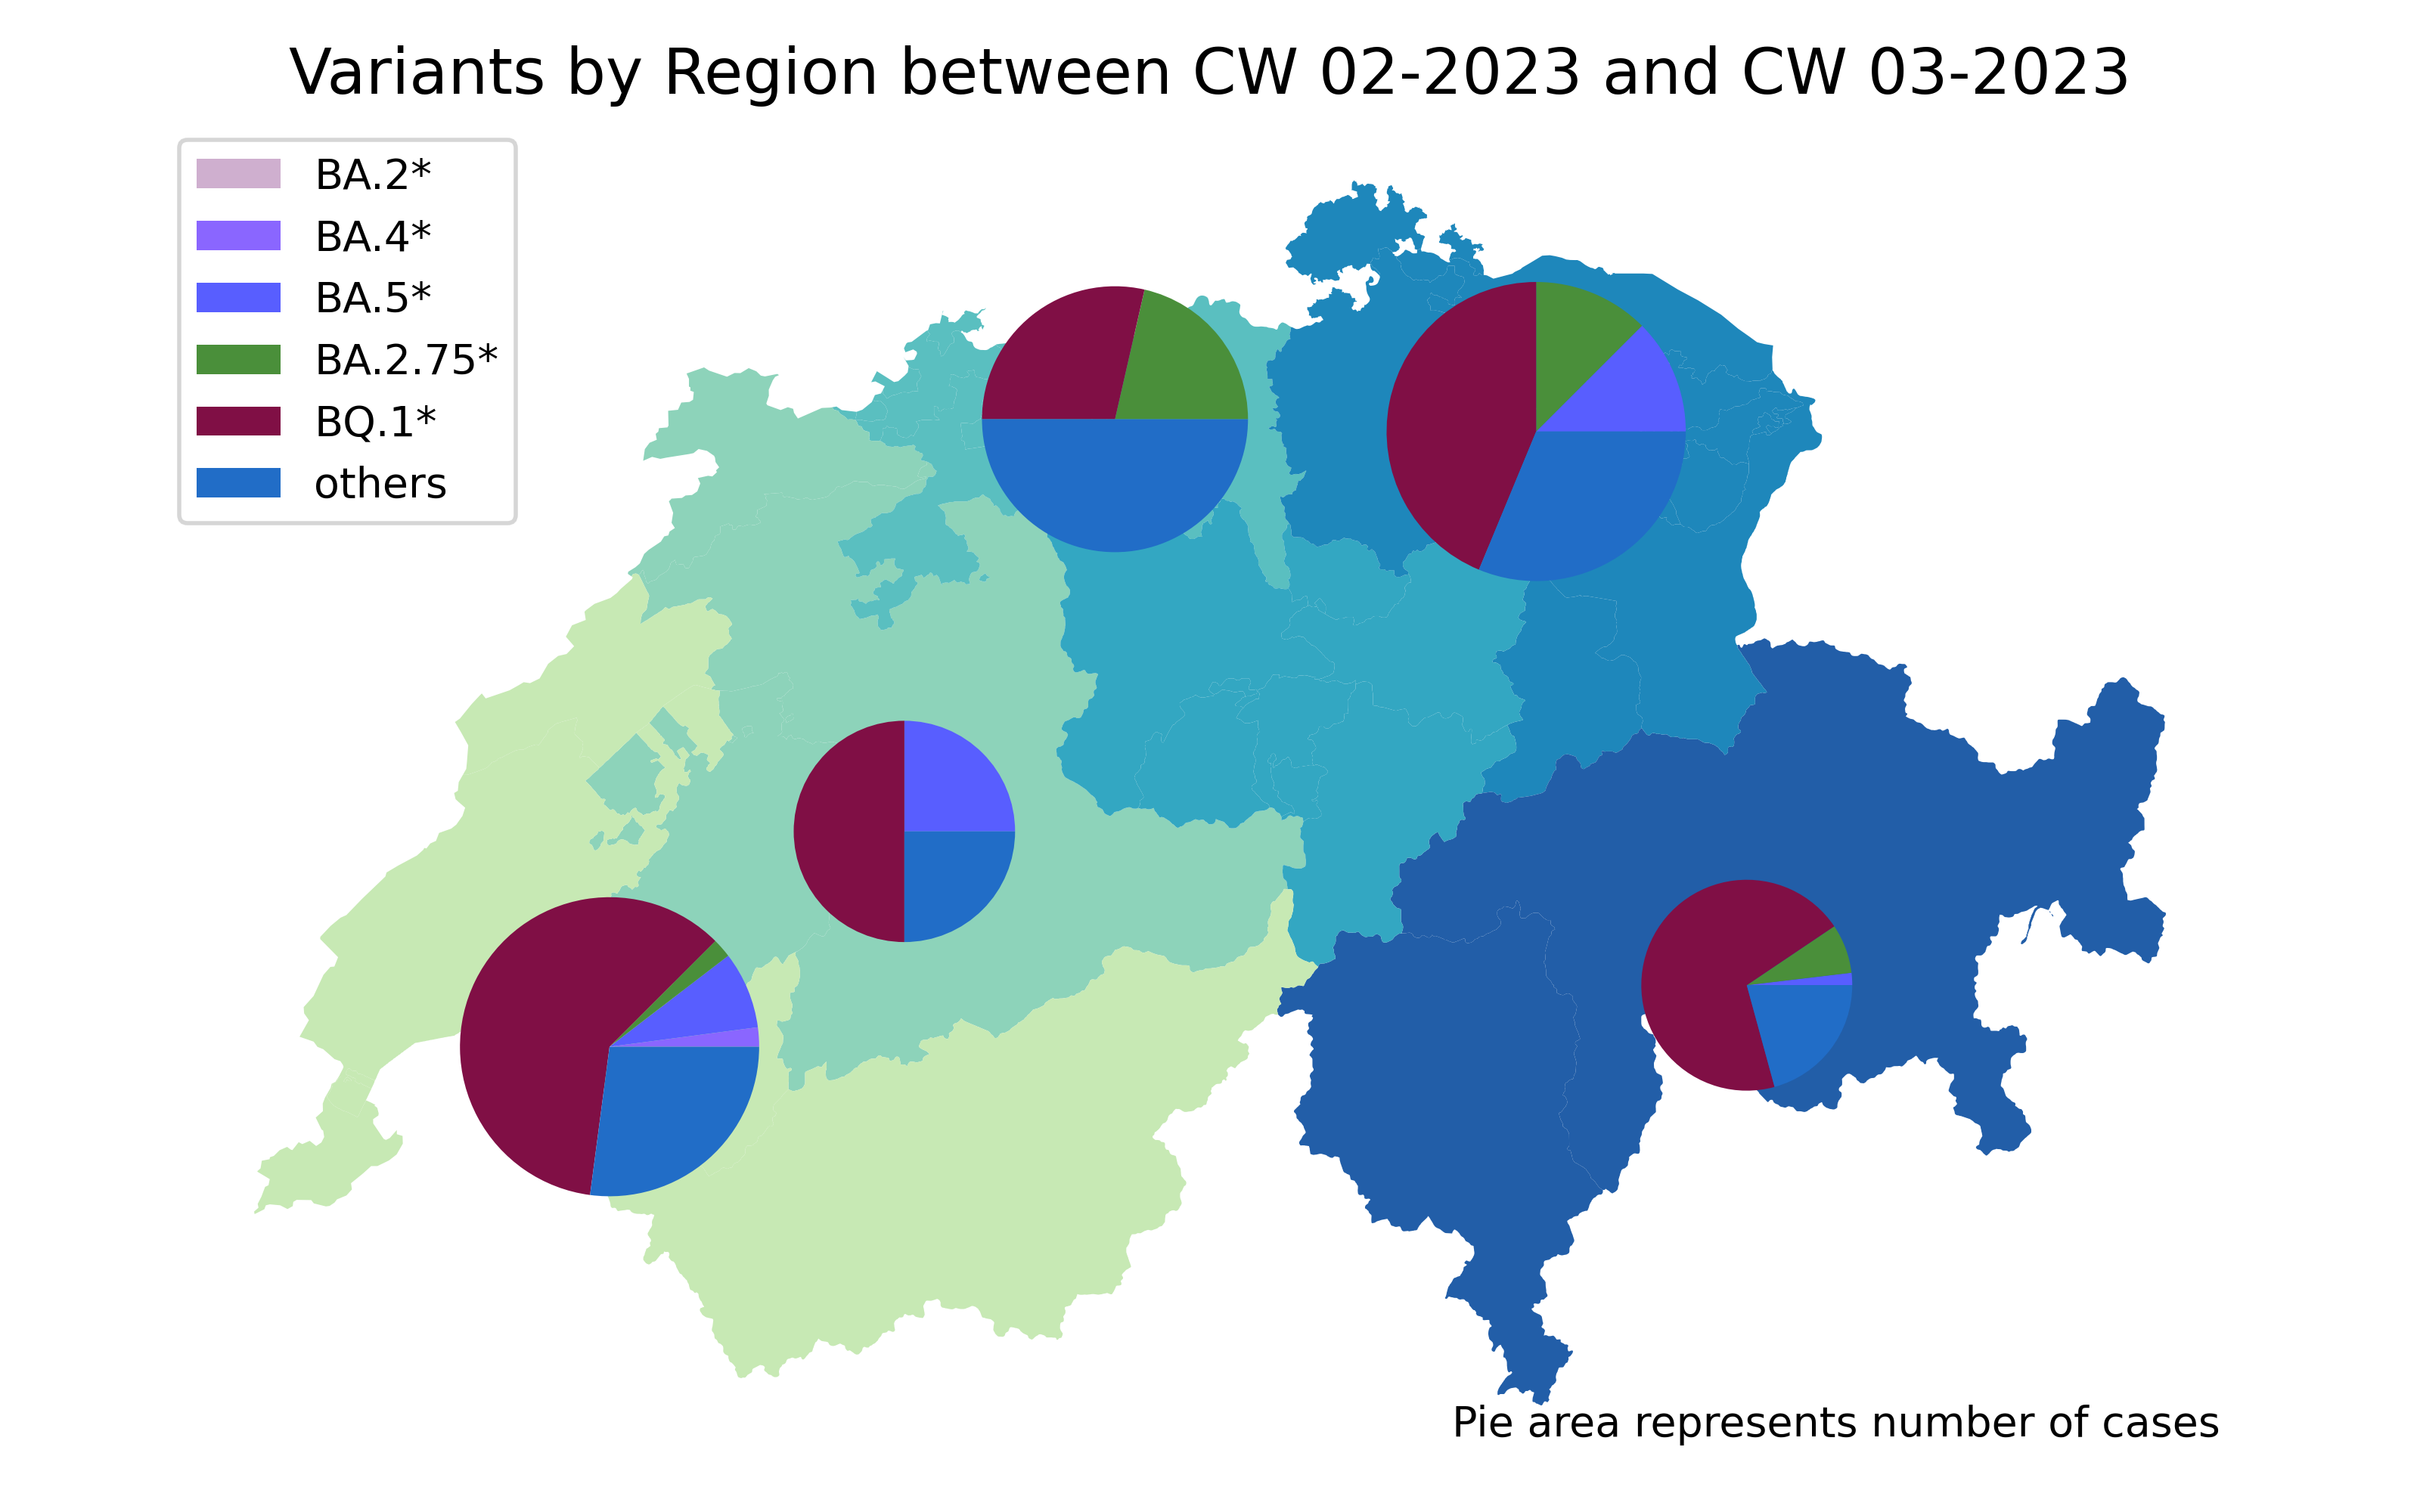 Variants by Region between CW 02-2023 and CW 03-2023
BA.2*
BA.4*
BA.5*
BA.2.75*
BQ.1*
others
Pie area represents number of cases